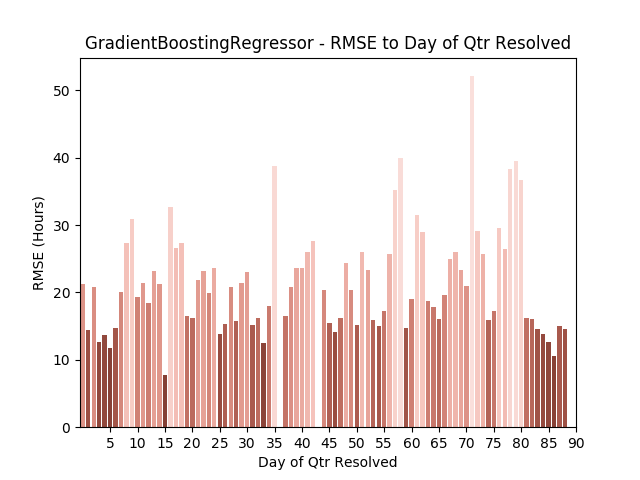 GradientBoostingRegressor - RMSE to Day of Qtr Resolved
50
40
30
20
10
0
RMSE (Hours)
5 10 15 20 25 30 35 40 45 50 55 60 65 70 75 80 85 90
Day of Qtr Resolved